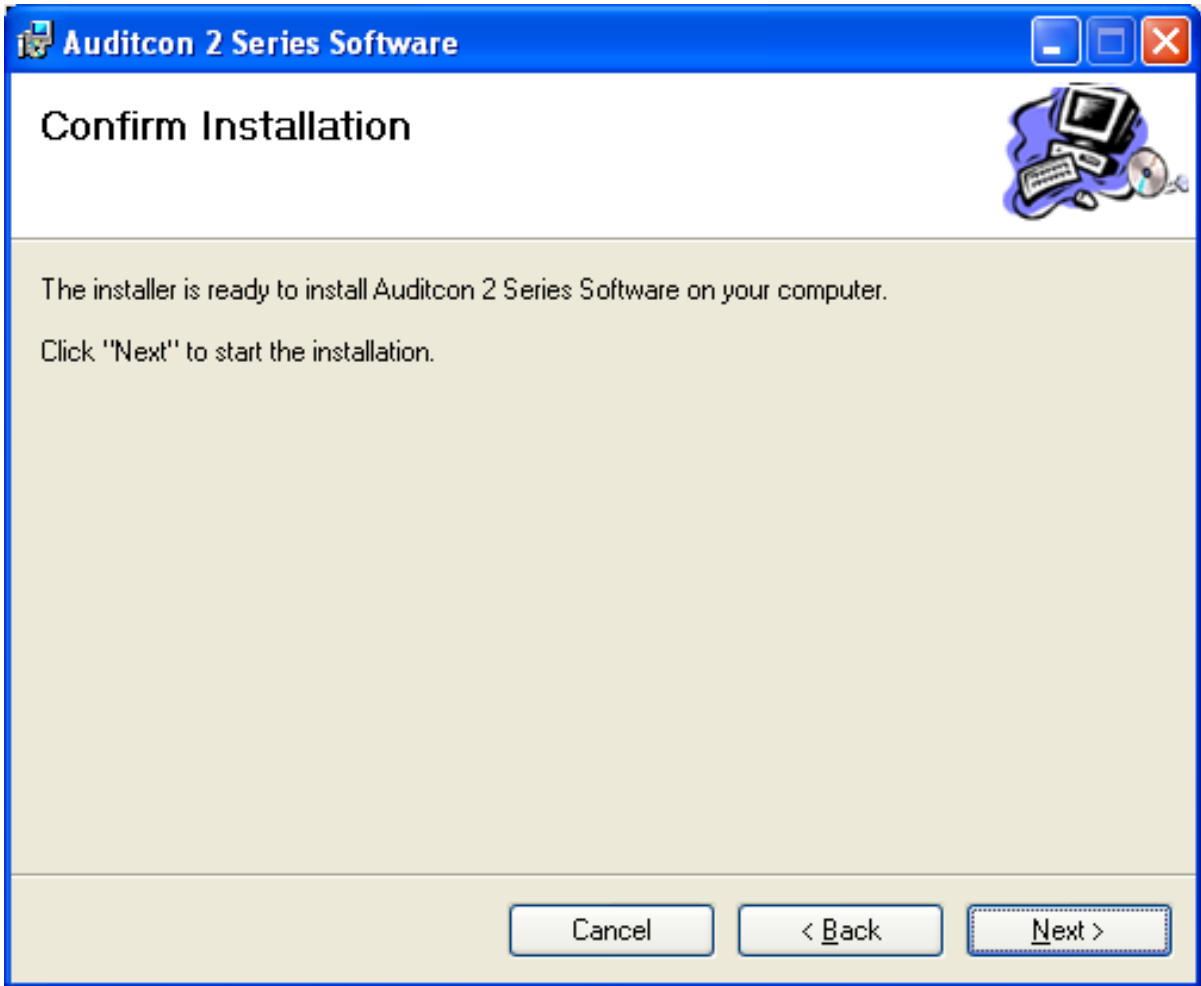 Auditcon 2 Series Software
Confirm Installation
The installer is ready to install Auditcon 2 Series Software on your computer.
Click "Next" to start the installation.
Cancel
< Back
Next >